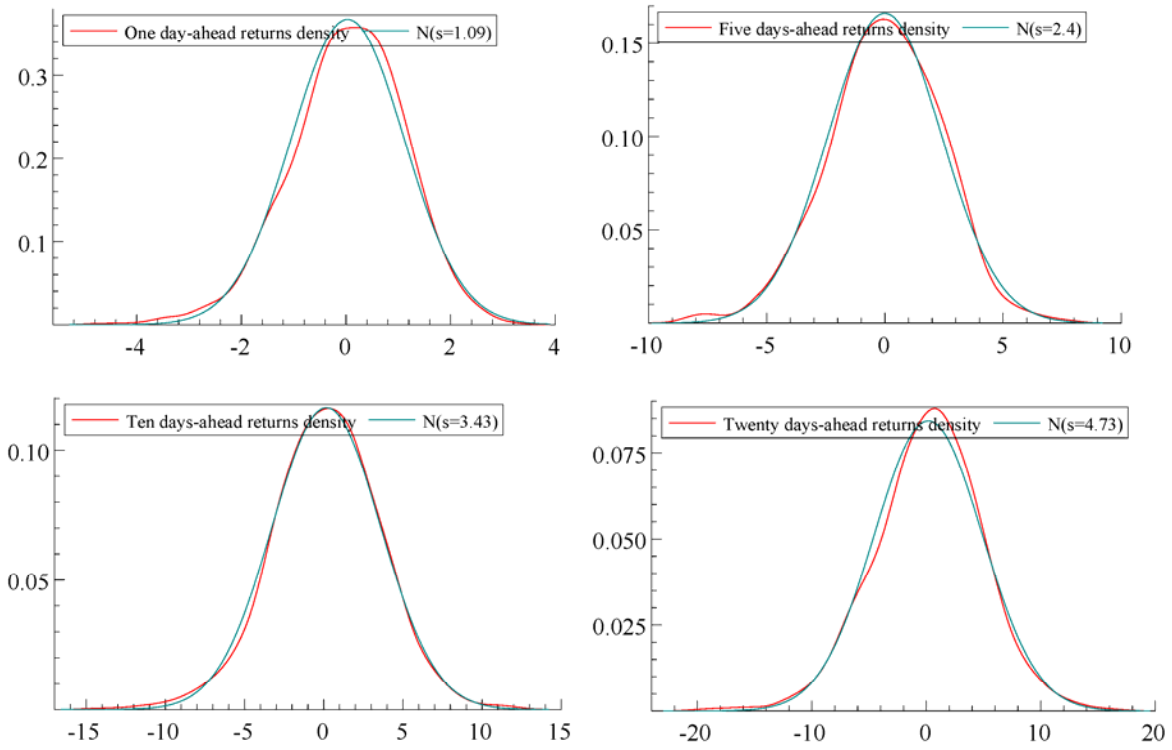 One day-ahead returns density N(s=1.09)
0.3
0.2
0.1
-4 -2 0 2 4
Five days-ahead returns density N(s=2.4)
0.15
0.10
0.05
-10 -5 0 5 10
Ten days-ahead returns density N(s=3.43)
0.10
0.05
-15 -10 -5 0 5 10 15
Twenty days-ahead returns density N(s=4.73)
0.075
0.050
0.025
-20 -10 0 10 20